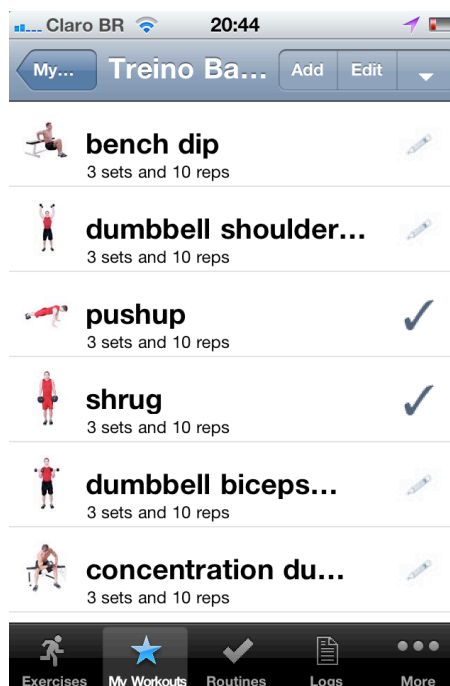 Claro BR 20:44
My... Treino Ba... Add Edit
bench dip
3 sets and 10 reps
dumbbell shoulder...
3 sets and 10 reps
pushup
3 sets and 10 reps
shrug
3 sets and 10 reps
dumbbell biceps...
3 sets and 10 reps
concentration du...
3 sets and 10 reps
Exercises My Workouts Routines Logs More